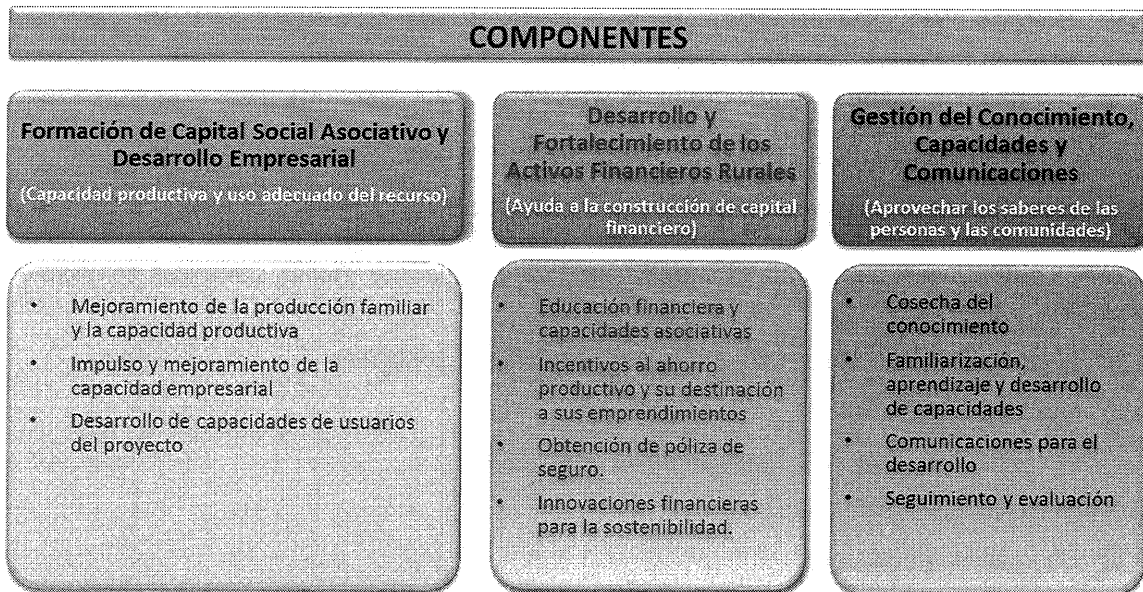 COMPONENTES
Formación de Capital Social Asociativo y
Desarrollo Empresarial
(Capacidad productiva y uso adecuado del recurso)
• Mejoramiento de la producción familiar
y la capacidad productiva
• Impulso y mejoramiento de la
capacidad empresarial
• Desarrollo de capacidades de usuarios
del proyecto
Desarrollo y
Fortalecimiento de los
Activos Financieros Rurales
(Ayuda a la construcción de capital
financiero)
• Educación financiera y
capacidades asociativas
• Incentivos al ahorro
productivo y su destinación
a sus emprendimientos
• Obtención de póliza de
seguro.
• Innovaciones financieras
para la sostenibilidad.
Gestión del Conocimiento,
Capacidades y
Comunicaciones
(Aprovechar los saberes de las
personas y las comunidades)
• Cosecha del
conocimiento
• Familiarización,
aprendizaje y desarrollo
de capacidades
• Comunicaciones para el
desarrollo
• Seguimiento y evaluación